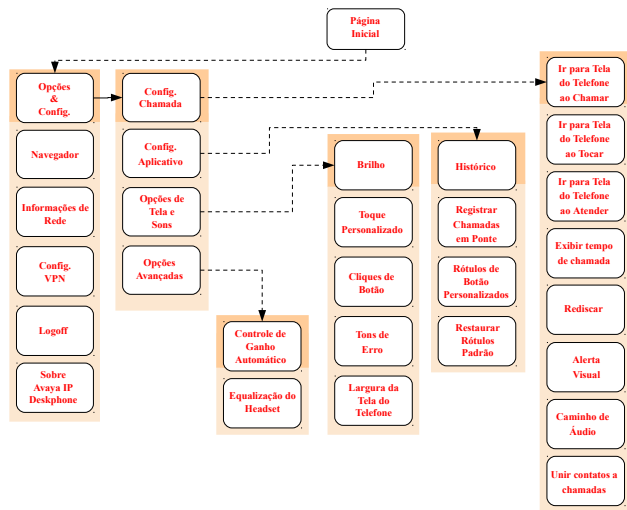 Página
Inicial
Opções
&
Config.
Navegador
Informações de
Rede
Config.
VPN
Logoff
Sobre
Avaya IP
Deskphone
Config.
Chamada
Config.
Aplicativo
Opções de
Tela e
Sons
Opções
Avançadas
Controle de
Ganho
Automático
Equalização do
Headset
Brilho
Toque
Personalizado
Cliques de
Botão
Tons de
Erro
Largura da
Tela do
Telefone
Histórico
Registrar
Chamadas
em Ponte
Rótulos de
Botão
Personalizados
Restaurar
Rótulos
Padrão
Ir para Tela
do Telefone
ao Chamar
Ir para Tela
do Telefone
ao Tocar
Ir para Tela
do Telefone
ao Atender
Exibir tempo
de chamada
Rediscar
Alerta
Visual
Caminho de
Áudio
Unir contatos a
chamadas